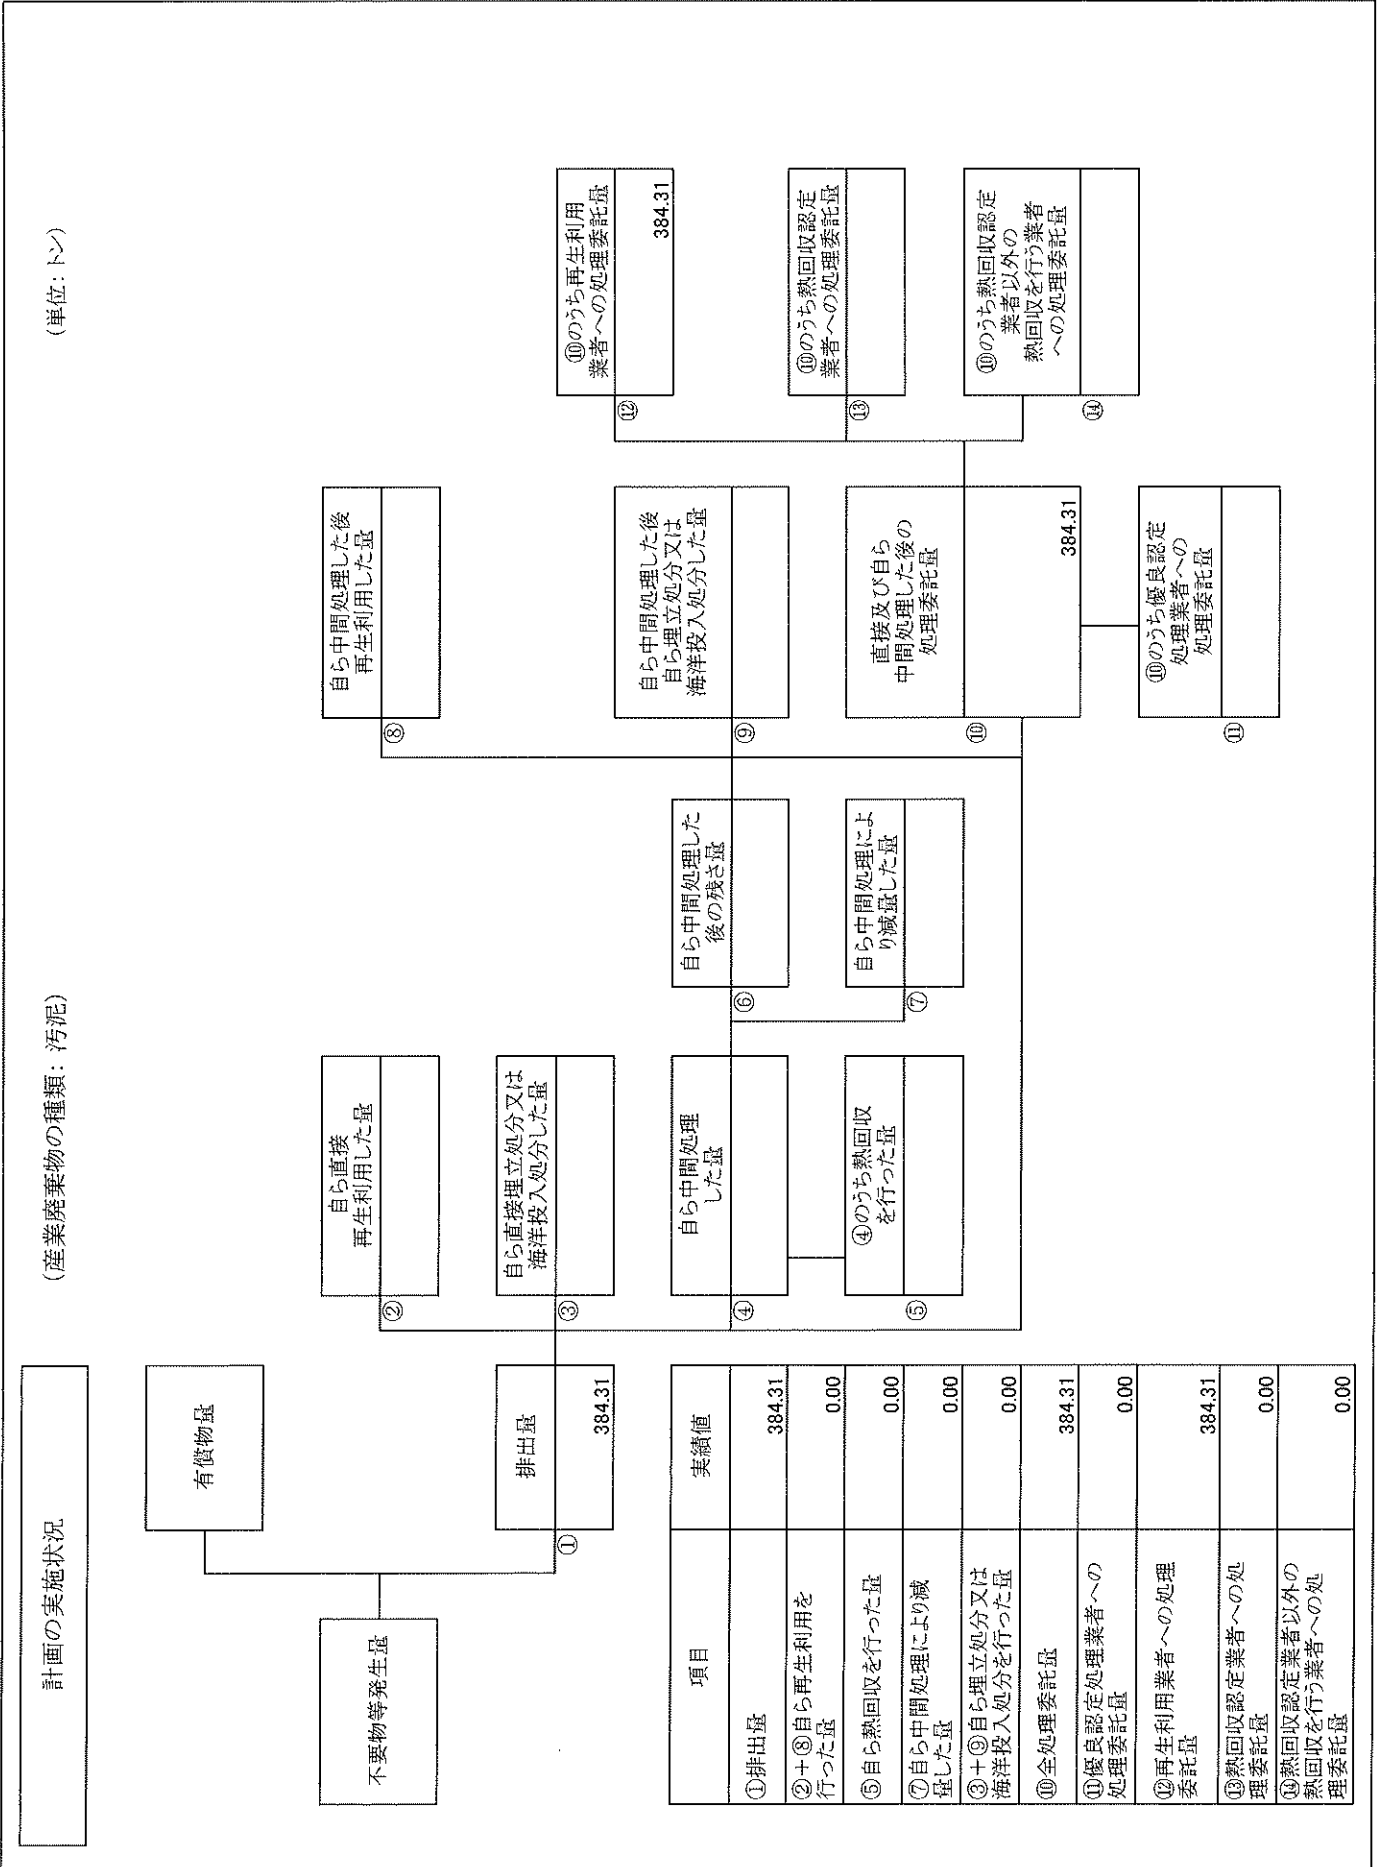 計画の実施状況
(産業廃棄物の種類：汚泥)
(単位：トン)
不要物等発生量
有償物量
①
排出量
384.31
②
自ら直接
再生利用した量
③
自ら直接埋立処分又は
海洋投入処分した量
④
自ら中間処理
した量
⑤
④のうち熱回収
を行った量
⑥
自ら中間処理した
後の残さ量
⑦
自ら中間処理によ
り減量した量
⑧
自ら中間処理した後
再生利用した量
⑨
自ら中間処理した後
自ら埋立処分又は
海洋投入処分した量
⑩
直接及び自ら
中間処理した後の
処理委託量
384.31
⑪
⑩のうち優良認定
処理業者への
処理委託量
⑫
⑩のうち再生利用
業者への処理委託量
384.31
⑬
⑩のうち熱回収認定
業者への処理委託量
⑭
⑩のうち熱回収認定
業者以外の
熱回収を行う業者
への処理委託量
項目 実績値
①排出量 384.31
②+⑧自ら再生利用を
行った量 0.00
⑤自ら熱回収を行った量 0.00
⑦自ら中間処理により減
量した量 0.00
③+⑨自ら埋立処分又は
海洋投入処分を行った量 0.00
⑩全処理委託量 384.31
⑪優良認定処理業者への
処理委託量 0.00
⑫再生利用業者への処理
委託量 384.31
⑬熱回収認定業者への処
理委託量 0.00
⑭熱回収認定業者以外の
熱回収を行う業者への処
理委託量 0.00